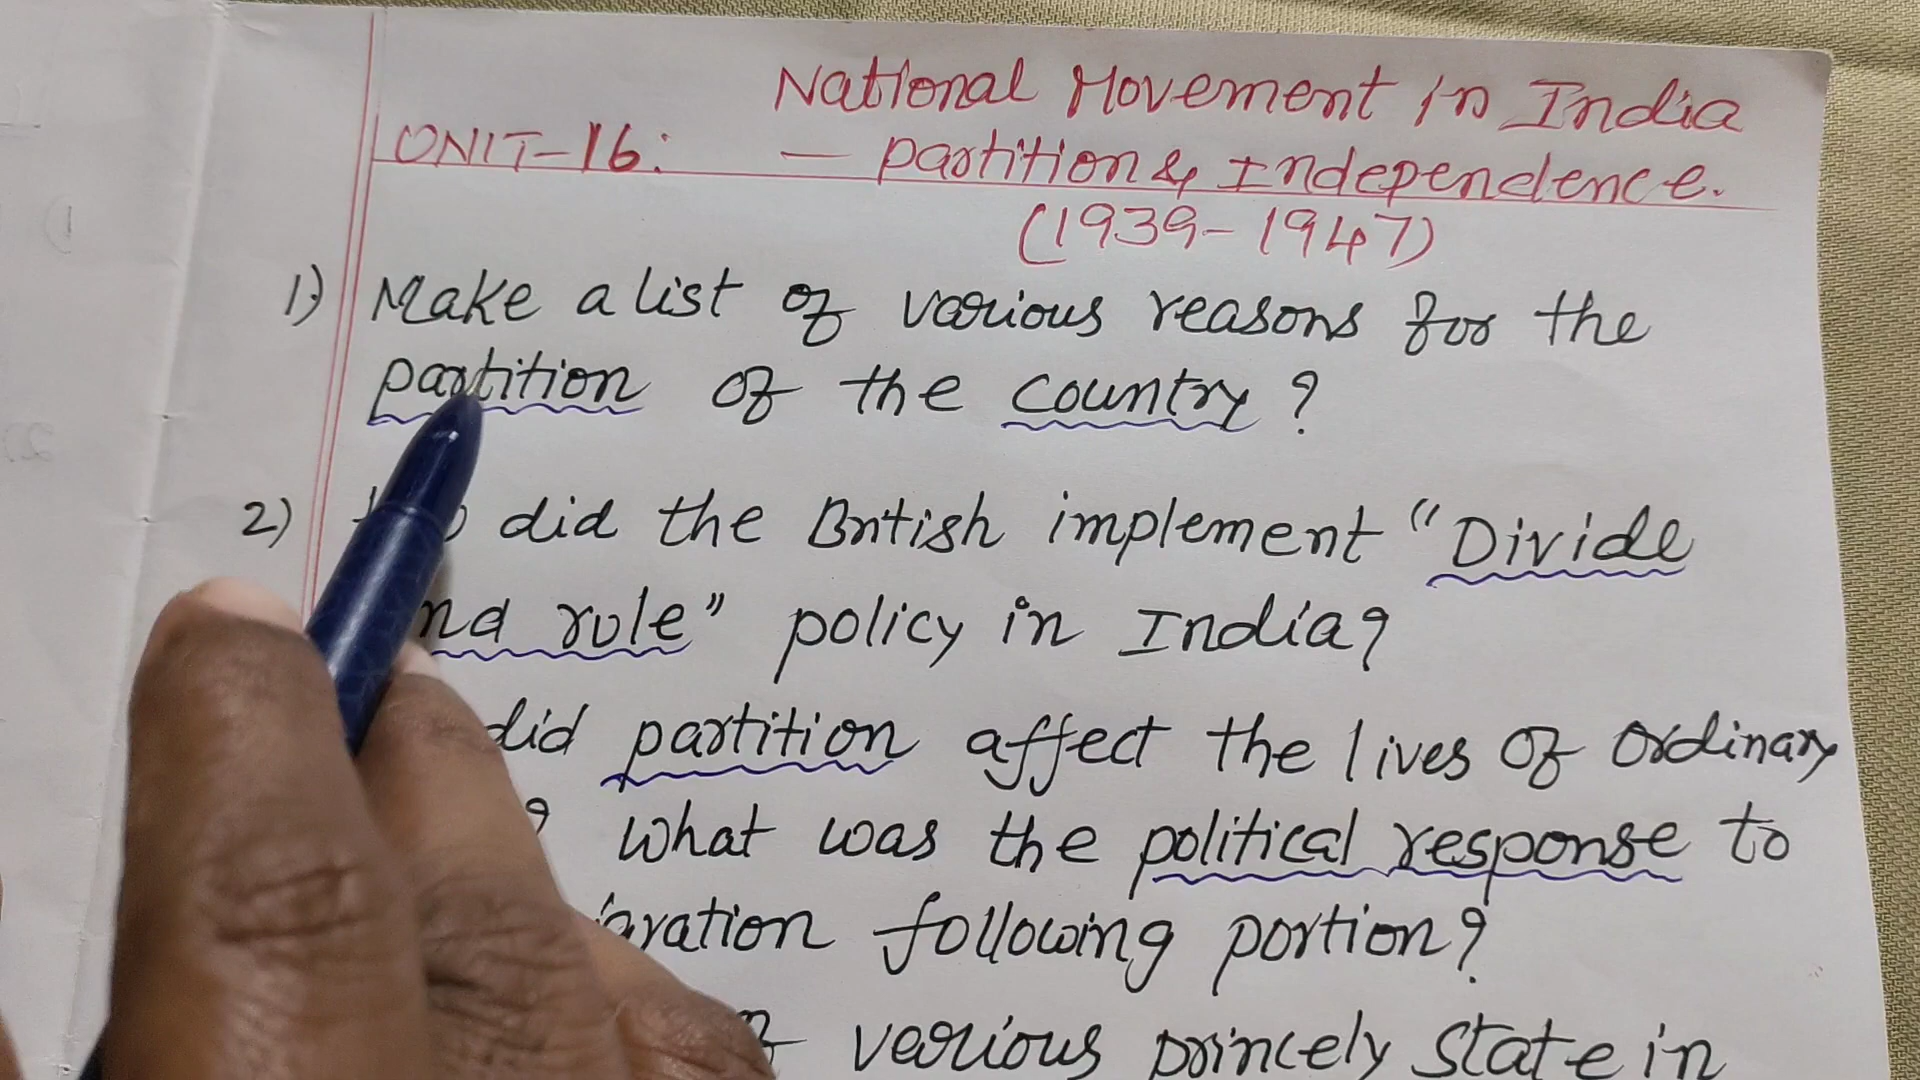 National Movement in India
UNIT-16: — partition & Independence.
(1939-1947)
1) Make a list of various reasons for the
partition of the country?
2) did the British implement "Divide
rule" policy in India?
did partition affect the lives of ordinary
? What was the political response to
following portion?
various princely state in